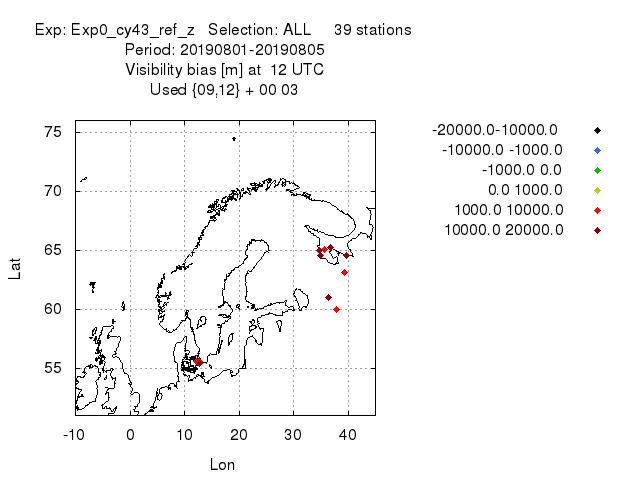 Exp: Exp0_cy43_ref_z Selection: ALL 39 stations
Period: 20190801-20190805
Visibility bias [m] at 12 UTC
Used {09,12} + 00 03
-20000.0-10000.0
-10000.0 -1000.0
-1000.0 0.0
0.0 1000.0
1000.0 10000.0
10000.0 20000.0
75
70
65
60
55
Lat
-10 0 10 20 30 40
Lon